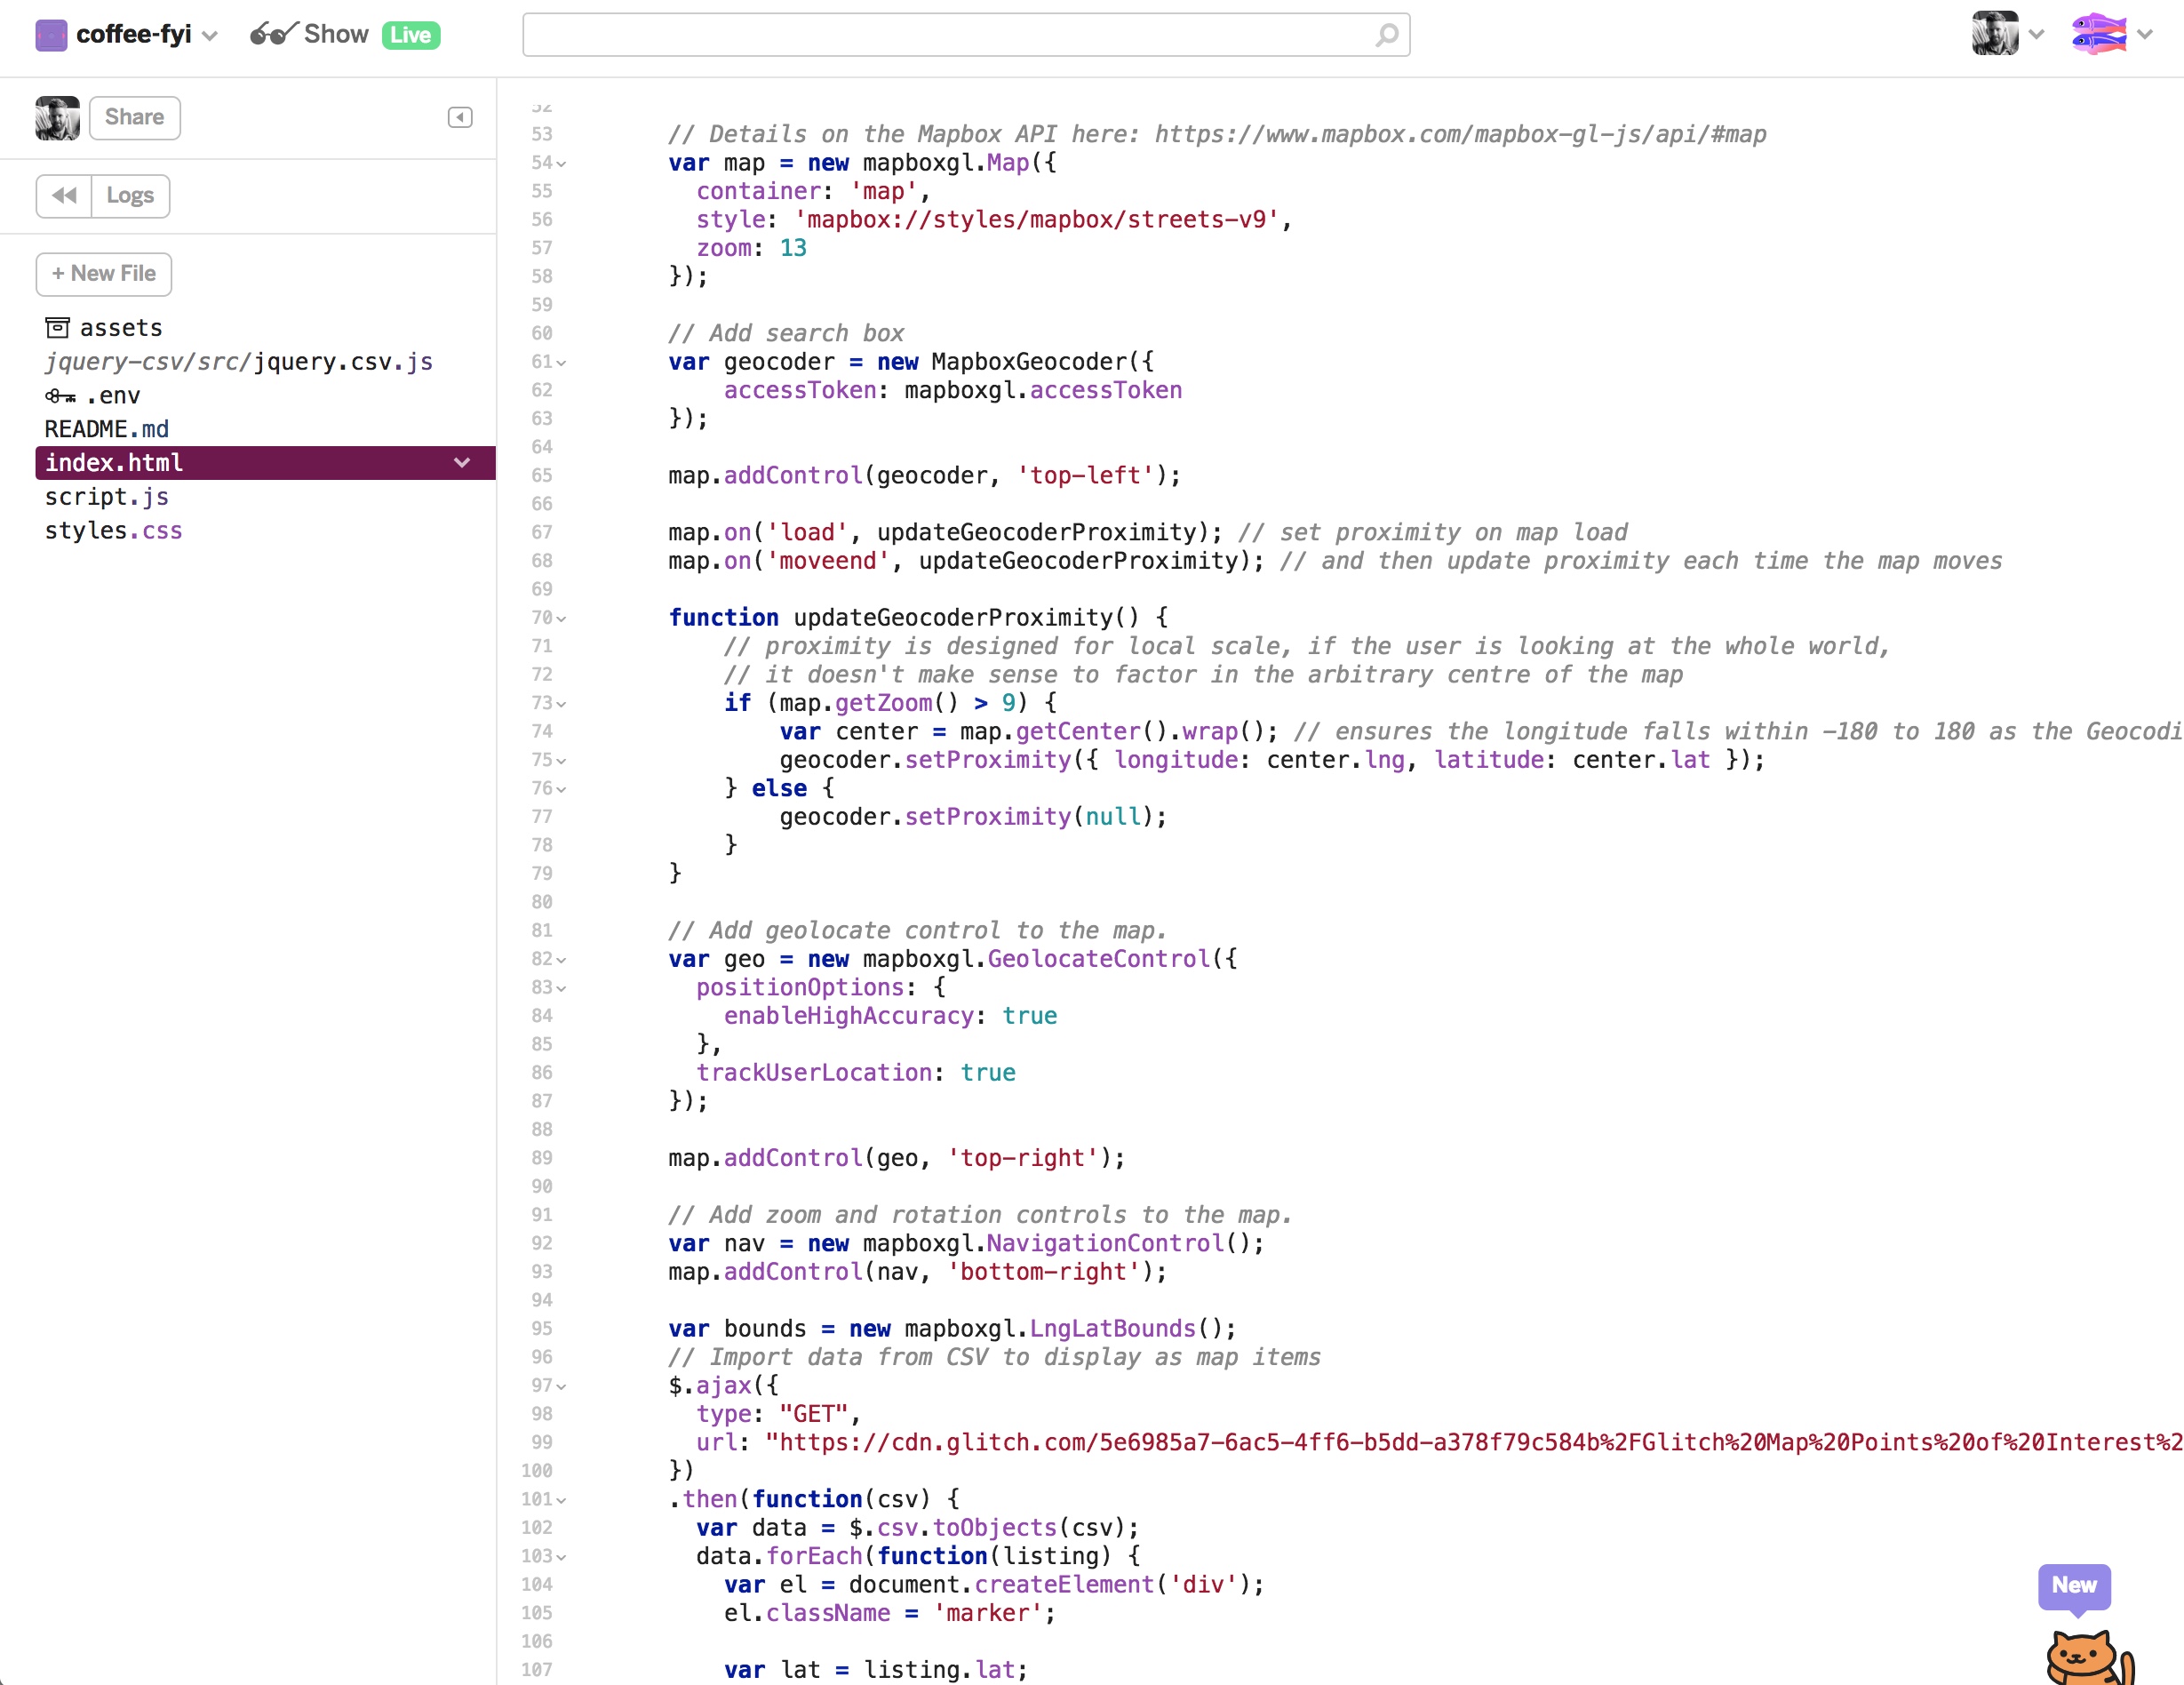 coffee-fyi Show Live
Share
Logs
+ New File
assets
jquery-csv/src/jquery.csv.js
.env
README.md
index.html
script.js
styles.css
52
53 // Details on the Mapbox API here: https://www.mapbox.com/mapbox-gl-js/api/#map
54 var map = new mapboxgl.Map({
55 container: 'map',
56 style: 'mapbox://styles/mapbox/streets-v9',
57 zoom: 13
58 });
59
60 // Add search box
61 var geocoder = new MapboxGeocoder({
62 accessToken: mapboxgl.accessToken
63 });
64
65 map.addControl(geocoder, 'top-left');
66
67 map.on('load', updateGeocoderProximity); // set proximity on map load
68 map.on('moveend', updateGeocoderProximity); // and then update proximity each time the map moves
69
70 function updateGeocoderProximity() {
71 // proximity is designed for local scale, if the user is looking at the whole world,
72 // it doesn't make sense to factor in the arbitrary centre of the map
73 if (map.getZoom() > 9) {
74 var center = map.getCenter().wrap(); // ensures the longitude falls within -180 to 180 as the Geocodi
75 geocoder.setProximity({ longitude: center.lng, latitude: center.lat });
76 } else {
77 geocoder.setProximity(null);
78 }
79 }
80
81 // Add geolocate control to the map.
82 var geo = new mapboxgl.GeolocateControl({
83 positionOptions: {
84 enableHighAccuracy: true
85 },
86 trackUserLocation: true
87 });
88
89 map.addControl(geo, 'top-right');
90
91 // Add zoom and rotation controls to the map.
92 var nav = new mapboxgl.NavigationControl();
93 map.addControl(nav, 'bottom-right');
94
95 var bounds = new mapboxgl.LngLatBounds();
96 // Import data from CSV to display as map items
97 $.ajax({
98 type: "GET",
99 url: "https://cdn.glitch.com/5e6985a7-6ac5-4ff6-b5dd-a378f79c584b%2FGlitch%20Map%20Points%20of%20Interest%2
100 })
101 .then(function(csv) {
102 var data = $.csv.toObjects(csv);
103 data.forEach(function(listing) {
104 var el = document.createElement('div');
105 el.className = 'marker';
106
107 var lat = listing.lat;
New